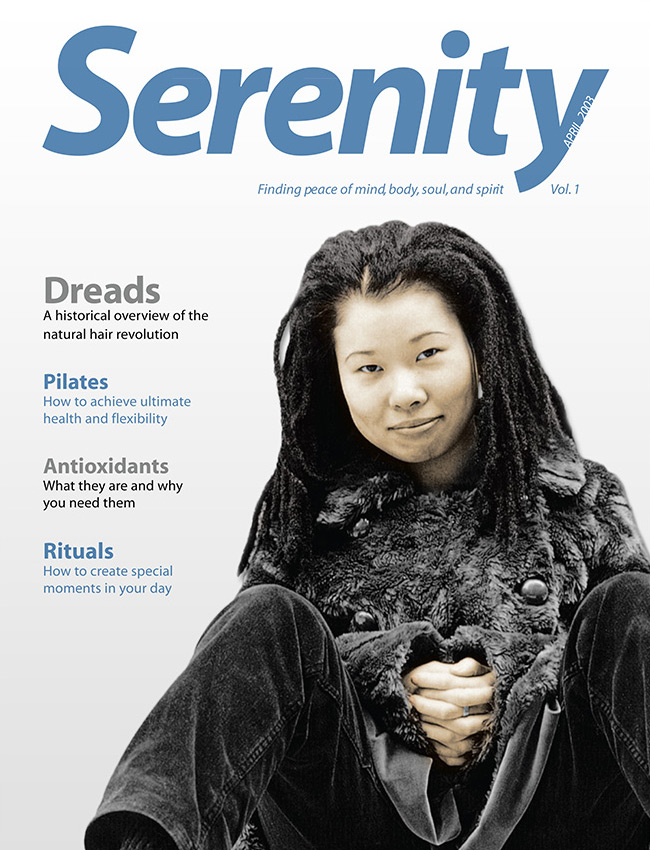 Serenity
APRIL 2003
Finding peace of mind, body, soul, and spirit
Vol. 1
Dreads
A historical overview of the
natural hair revolution
Pilates
How to achieve ultimate
health and flexibility
Antioxidants
What they are and why
you need them
Rituals
How to create special
moments in your day